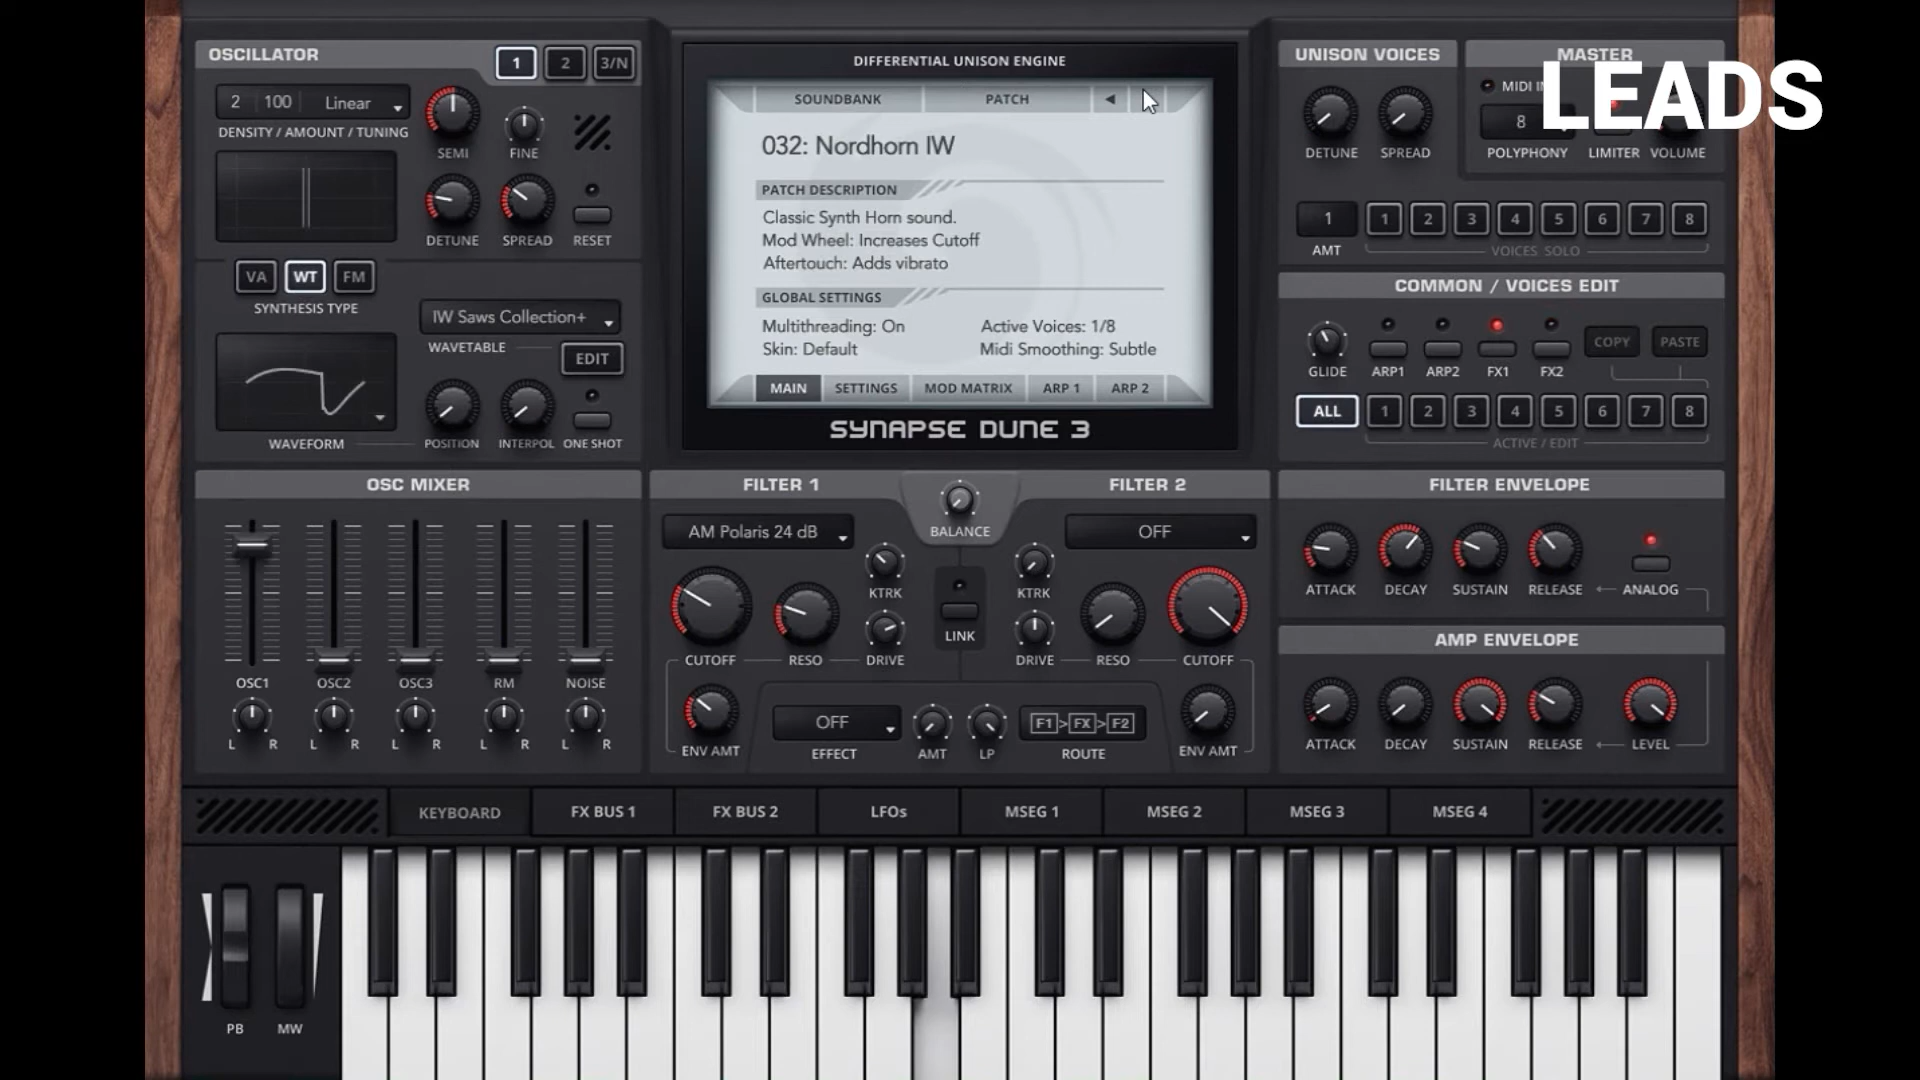 OSCILLATOR
1 2 3/N
2 100 Linear
DENSITY / AMOUNT / TUNING
SEMI FINE
DETUNE SPREAD RESET
VA WT FM
SYNTHESIS TYPE
IW Saws Collection+
WAVETABLE
EDIT
WAVEFORM POSITION INTERPOL ONE SHOT
DIFFERENTIAL UNISON ENGINE
SOUNDBANK PATCH
032: Nordhorn IW
PATCH DESCRIPTION
Classic Synth Horn sound.
Mod Wheel: Increases Cutoff
Aftertouch: Adds vibrato
GLOBAL SETTINGS
Multithreading: On Active Voices: 1/8
Skin: Default Midi Smoothing: Subtle
MAIN SETTINGS MOD MATRIX ARP 1 ARP 2
SYNAPSE DUNE 3
UNISON VOICES
DETUNE SPREAD
MASTER
LEADS
8
POLYPHONY LIMITER VOLUME
1 1 2 3 4 5 6 7 8
AMT VOICES SOLO
COMMON / VOICES EDIT
GLIDE ARP1 ARP2 FX1 FX2 COPY PASTE
ALL 1 2 3 4 5 6 7 8
ACTIVE / EDIT
OSC MIXER
OSC1 OSC2 OSC3 RM NOISE
L R L R L R L R L R
FILTER 1
AM Polaris 24 dB
KTRK
CUTOFF RESO DRIVE
ENV AMT
BALANCE
LINK
OFF
EFFECT AMT LP
F1>FX>F2
ROUTE
FILTER 2
OFF
KTRK
DRIVE RESO CUTOFF
ENV AMT
FILTER ENVELOPE
ATTACK DECAY SUSTAIN RELEASE ANALOG
AMP ENVELOPE
ATTACK DECAY SUSTAIN RELEASE LEVEL
KEYBOARD FX BUS 1 FX BUS 2 LFOs MSEG 1 MSEG 2 MSEG 3 MSEG 4
PB MW